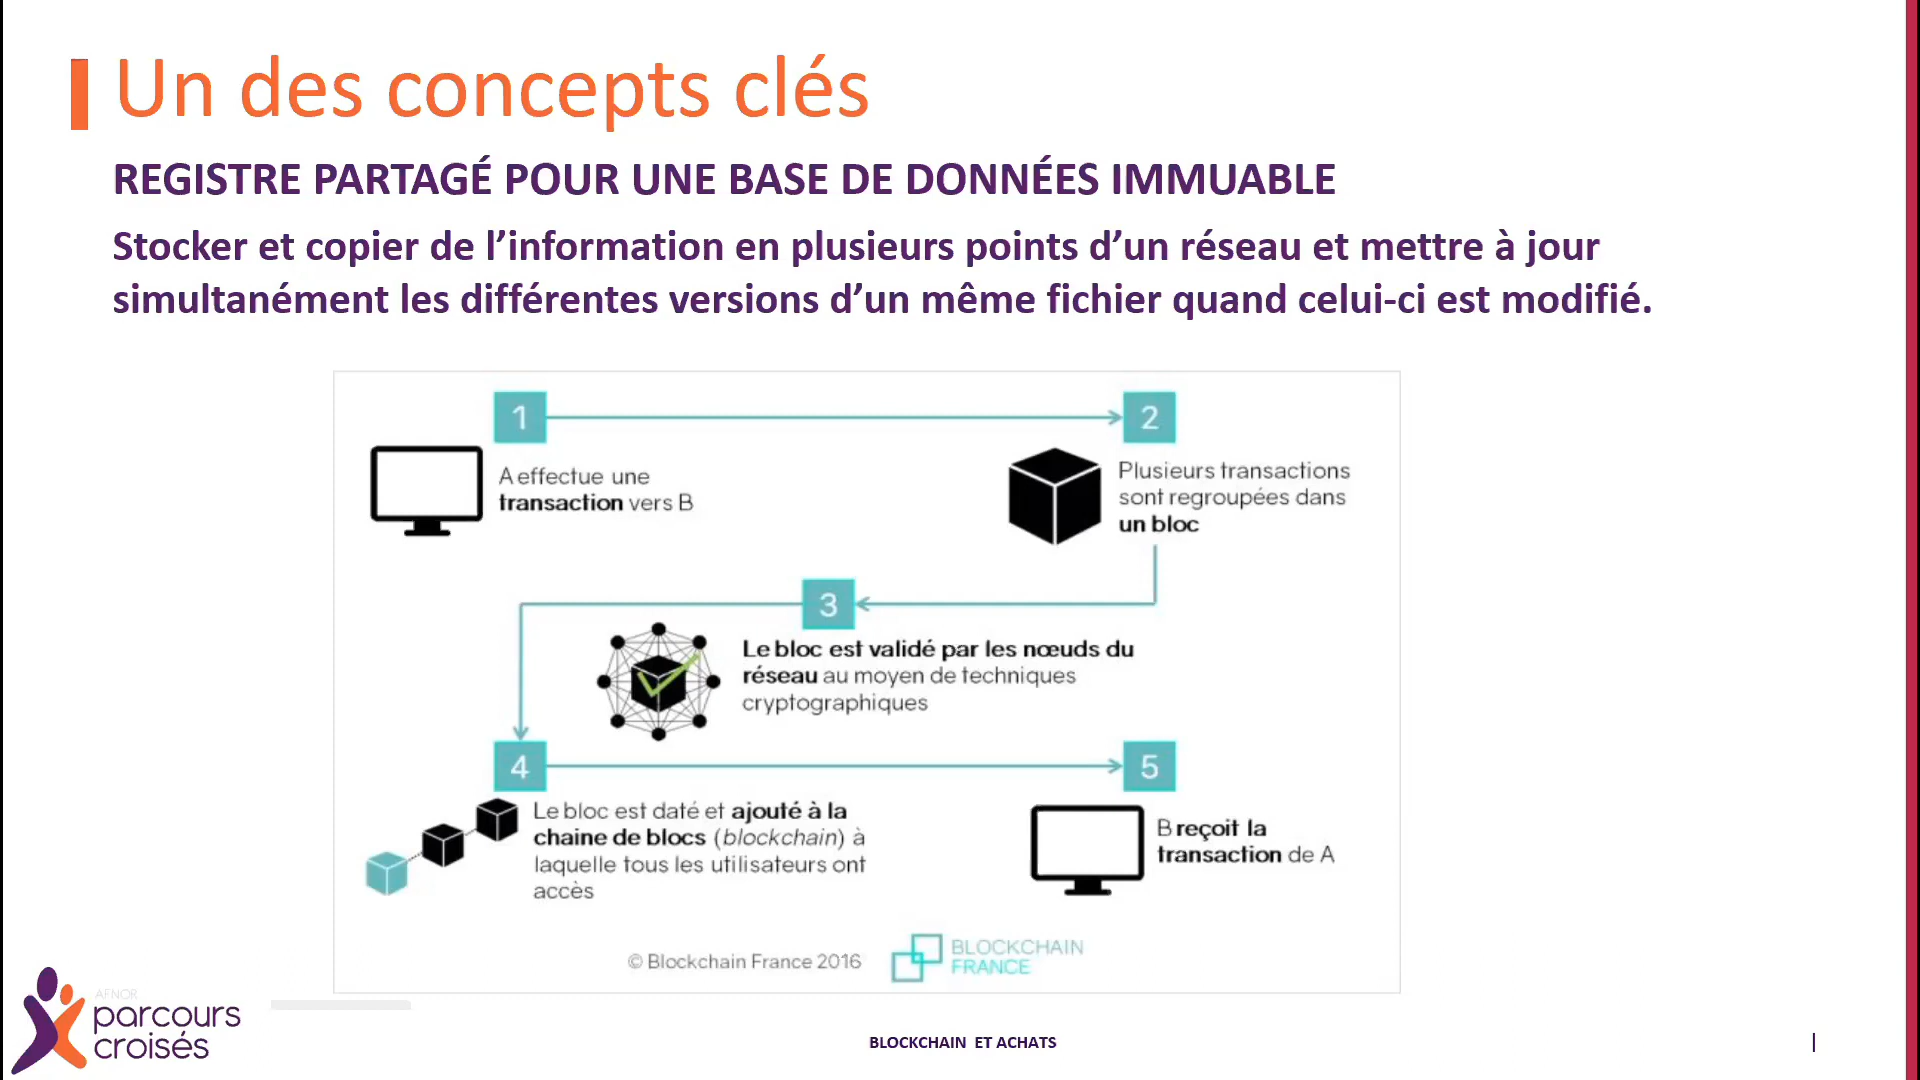 Un des concepts clés
REGISTRE PARTAGÉ POUR UNE BASE DE DONNÉES IMMUABLE
Stocker et copier de l’information en plusieurs points d’un réseau et mettre à jour
simultanément les différentes versions d’un même fichier quand celui-ci est modifié.
1
A effectue une
transaction vers B
2
Plusieurs transactions
sont regroupées dans
un bloc
3
Le bloc est validé par les nœuds du
réseau au moyen de techniques
cryptographiques
4
Le bloc est daté et ajouté à la
chaine de blocs (blockchain) à
laquelle tous les utilisateurs ont
accès
5
B reçoit la
transaction de A
© Blockchain France 2016
BLOCKCHAIN
FRANCE
AFNOR
parcours
croisés
BLOCKCHAIN ET ACHATS
|